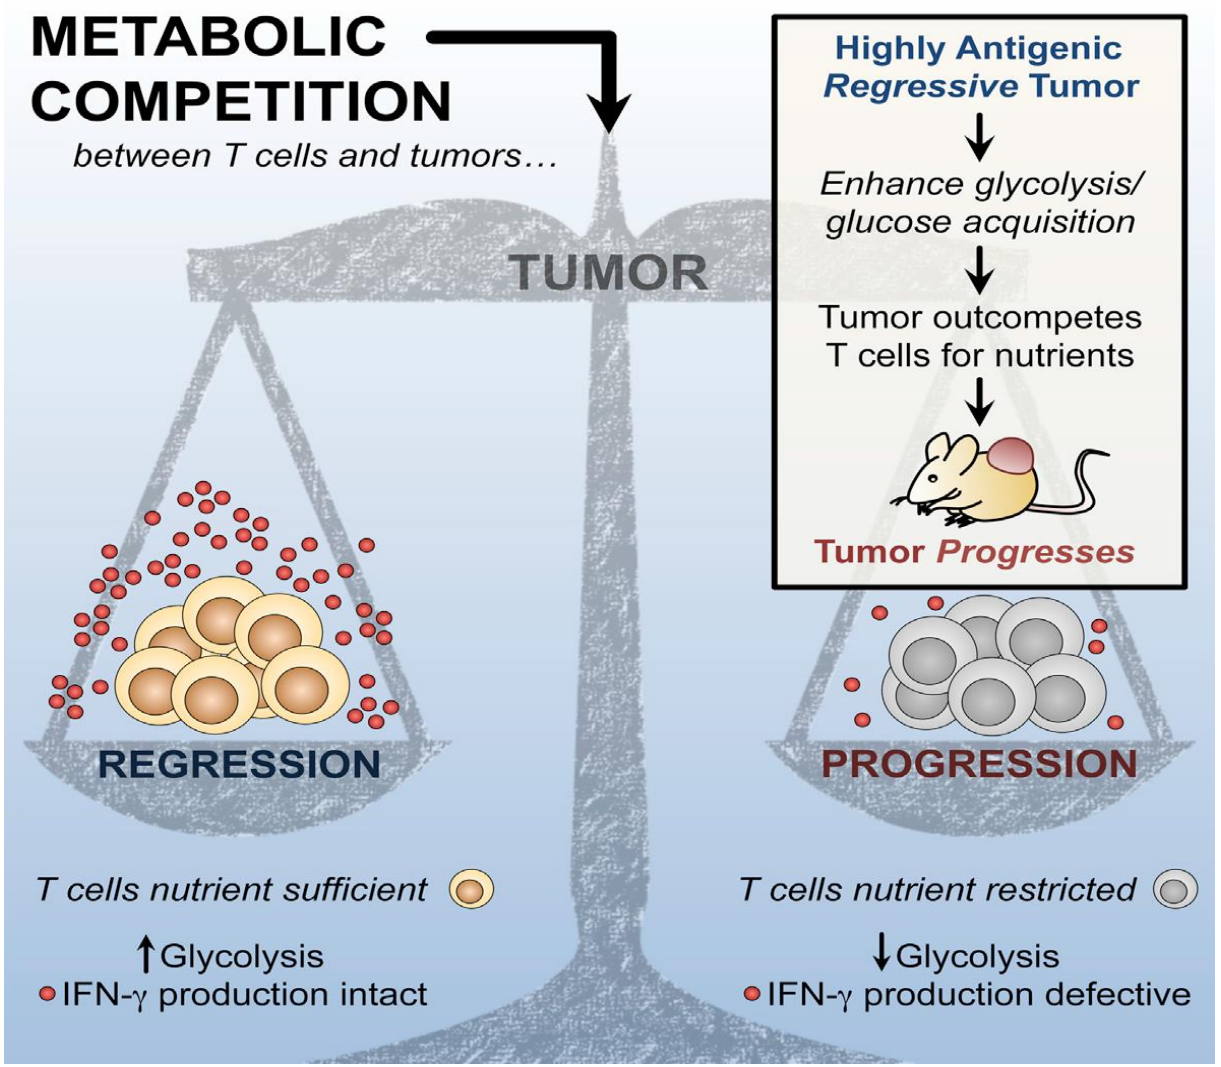 METABOLIC
COMPETITION
between T cells and tumors…
TUMOR
Highly Antigenic
Regressive Tumor
Enhance glycolysis/
glucose acquisition
Tumor outcompetes
T cells for nutrients
Tumor Progresses
REGRESSION
T cells nutrient sufficient
Glycolysis
IFN-γ production intact
PROGRESSION
T cells nutrient restricted
Glycolysis
IFN-γ production defective